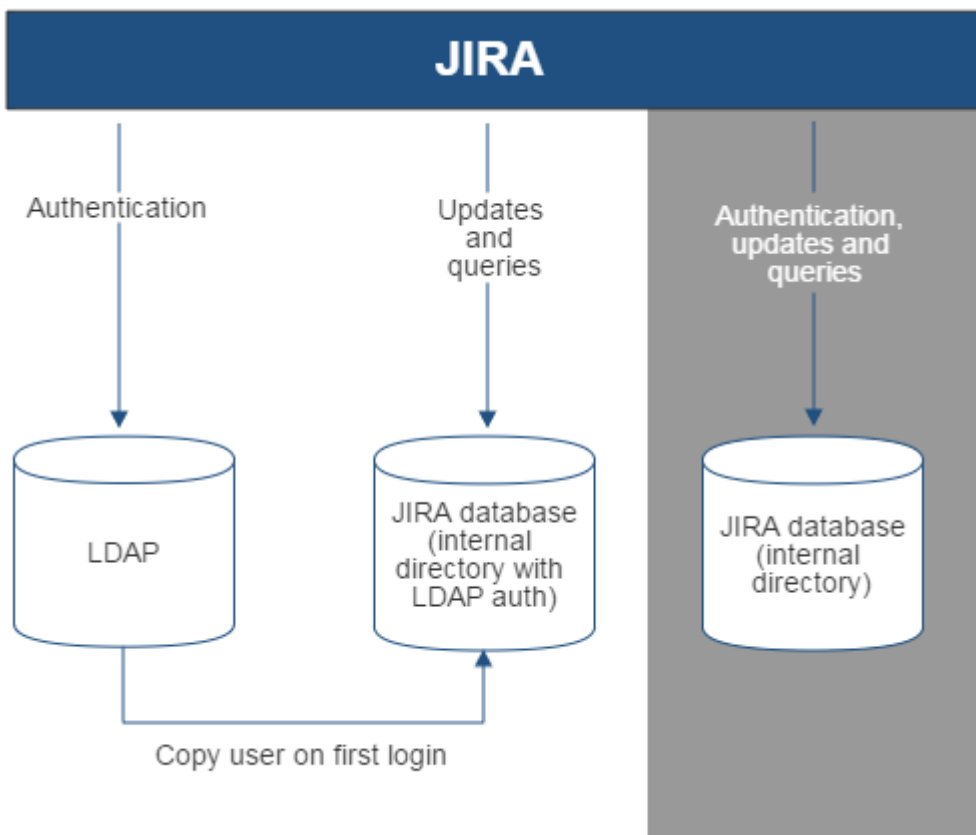 JIRA
Authentication
Updates
and
queries
Authentication,
updates and
queries
LDAP
JIRA database
(internal
directory with
LDAP auth)
JIRA database
(internal
directory)
Copy user on first login